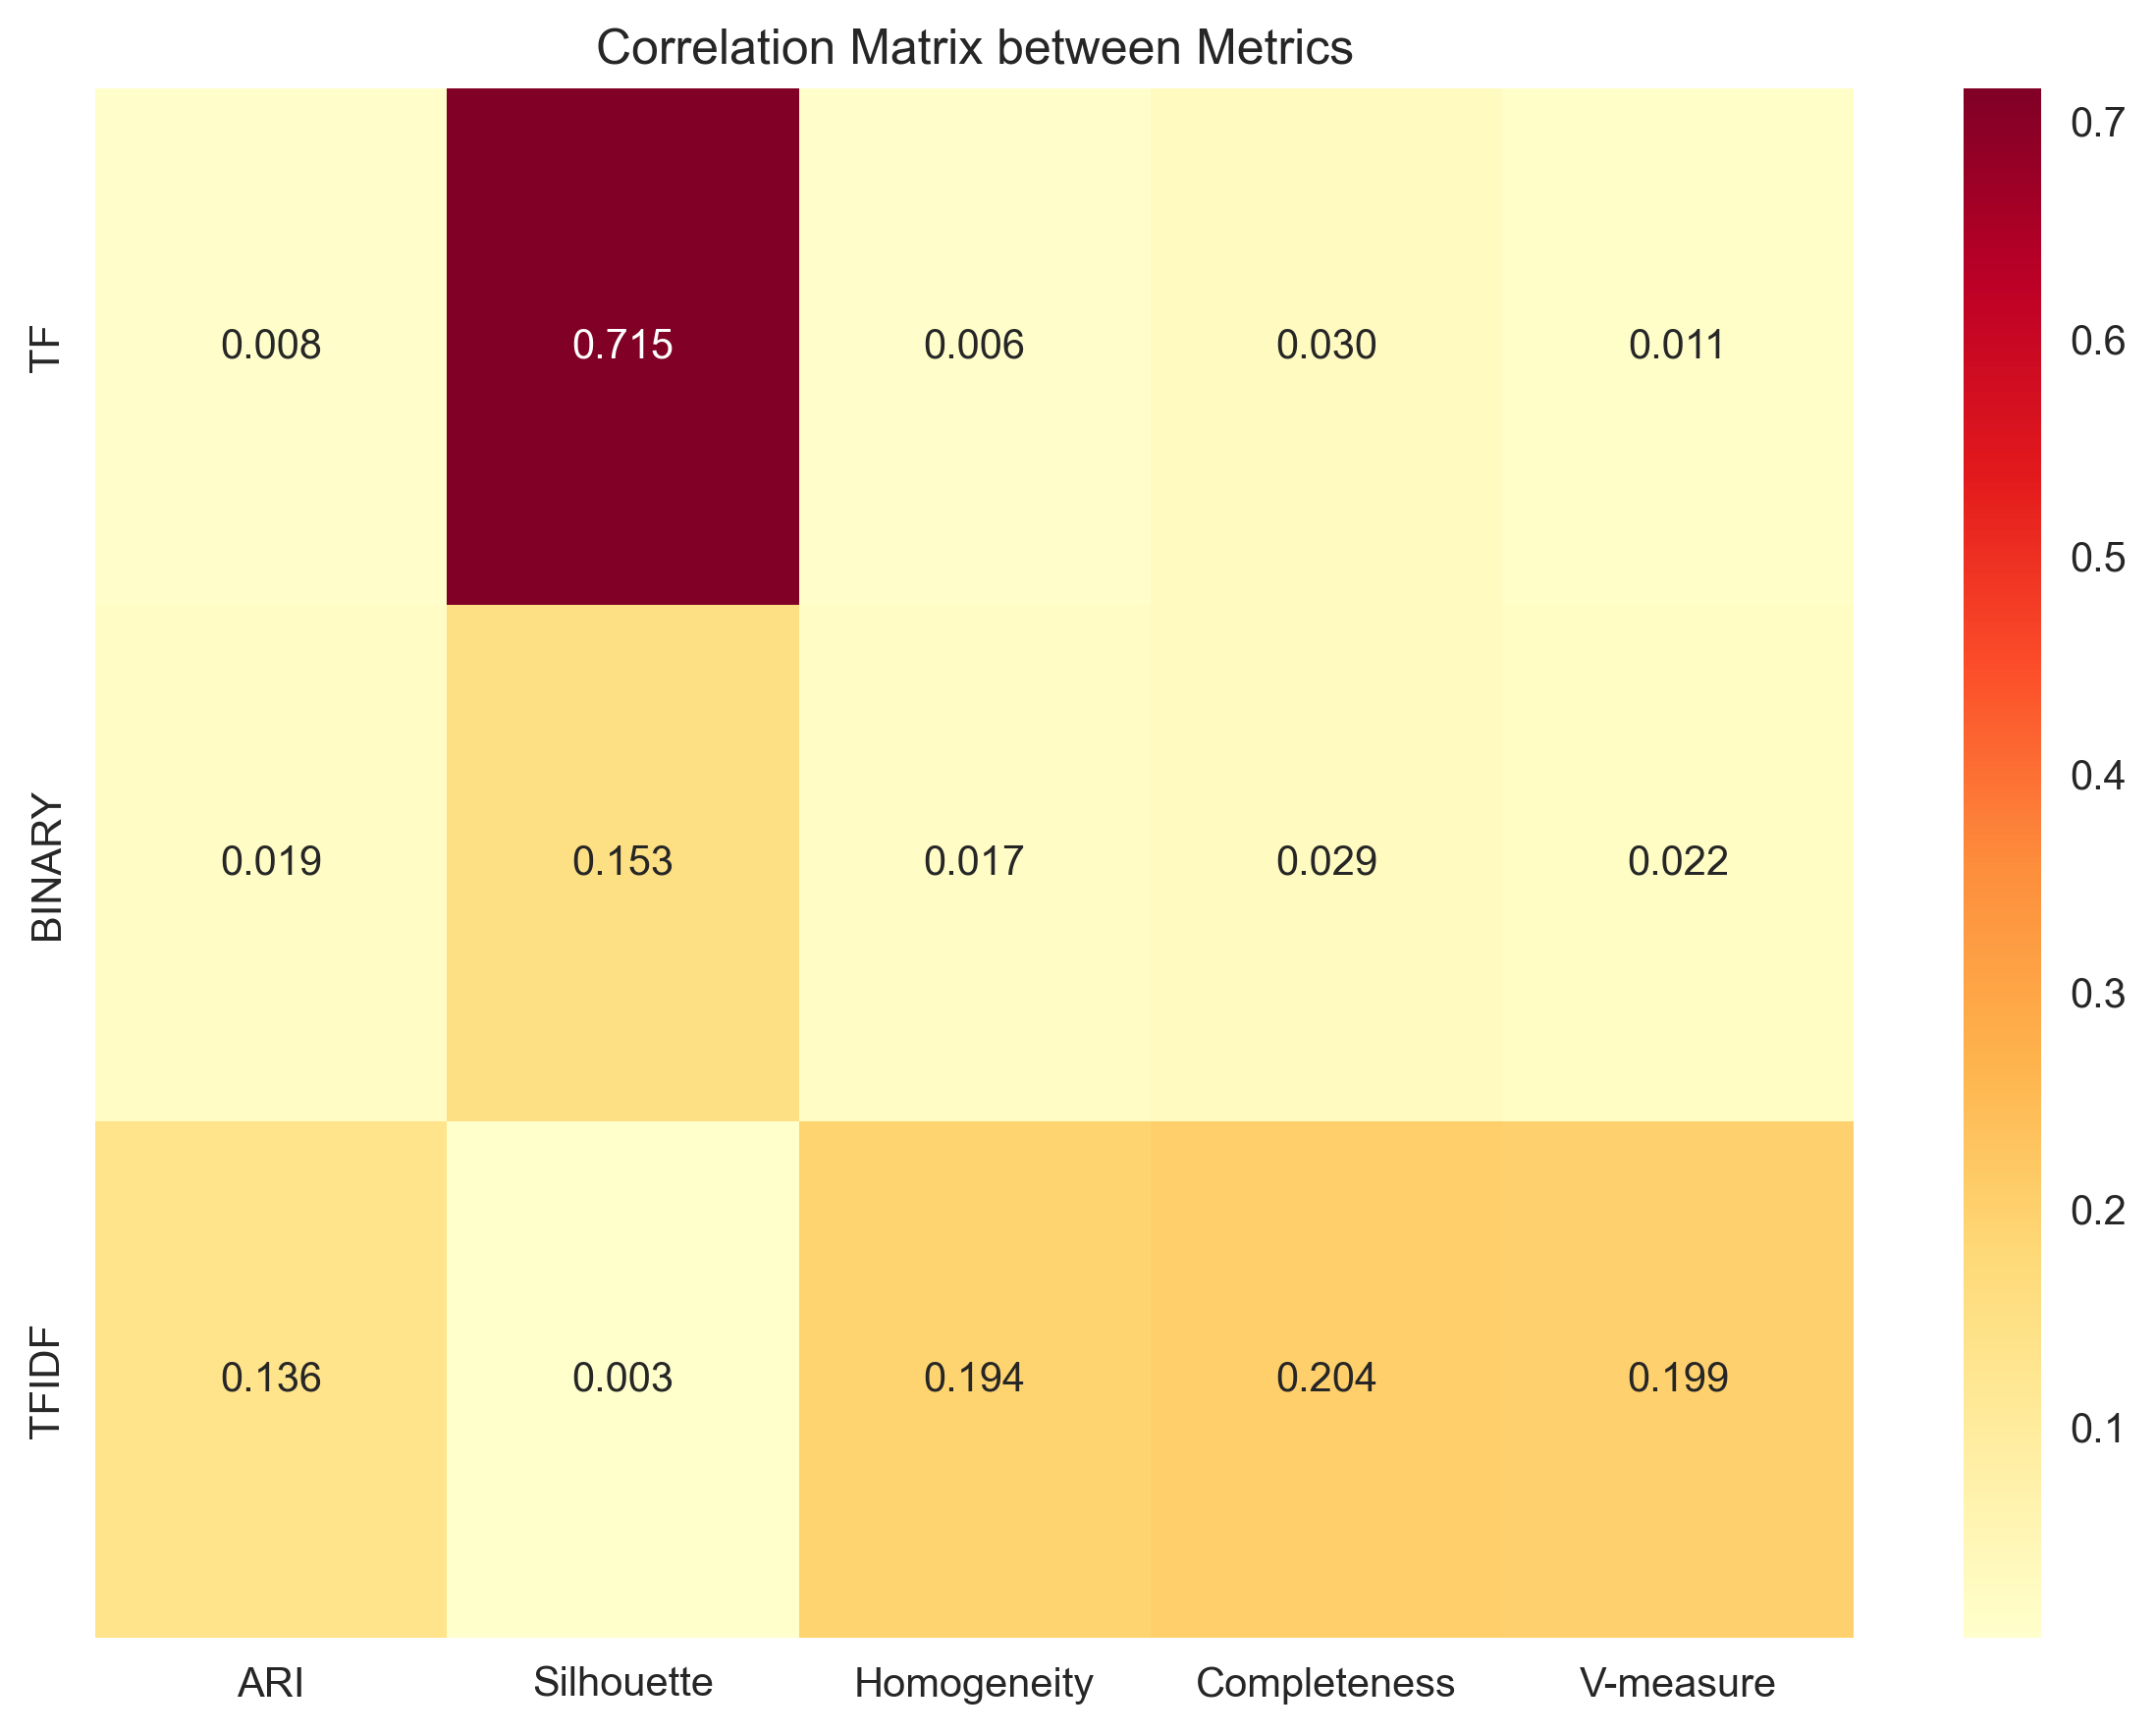 Correlation Matrix between Metrics
TF
0.008 0.715 0.006 0.030 0.011
BINARY
0.019 0.153 0.017 0.029 0.022
TFIDF
0.136 0.003 0.194 0.204 0.199
ARI Silhouette Homogeneity Completeness V-measure
0.7
0.6
0.5
0.4
0.3
0.2
0.1